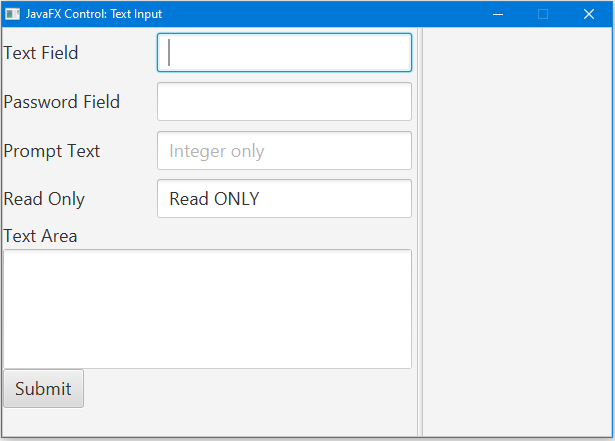 JavaFX Control: Text Input
Text Field
Password Field
Prompt Text Integer only
Read Only Read ONLY
Text Area
Submit